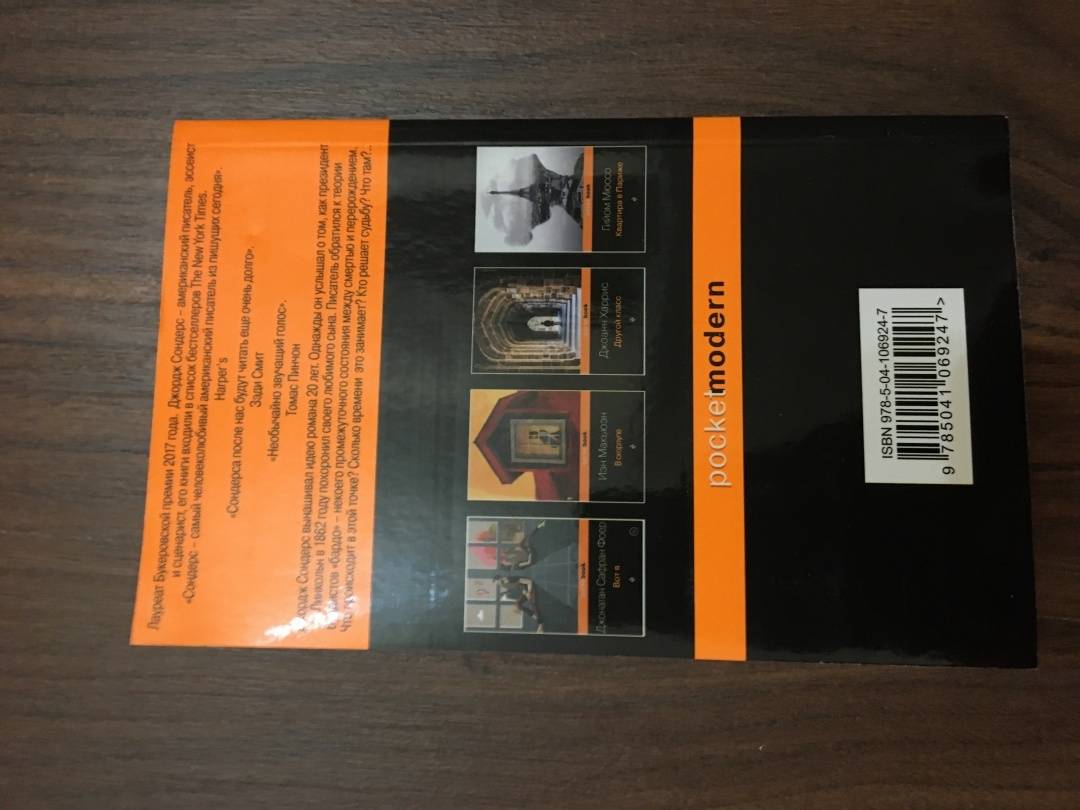 Лауреат Букеровской премии 2017 года. Джордж Сондерс – американский писатель, эссеист
и сценарист, его книги входили в список бестселлеров The New York Times.
«Сондерс – самый человеколюбивый американский писатель из пишущих сегодня».
Harper's
«Сондерса после нас будут читать еще очень долго».
Зади Смит
«Необычайно звучащий голос».
Томас Пинчон
Джордж Сондерс вынашивал идею романа 20 лет. Однажды он услышал о том, как президент
Линкольн в 1862 году похоронил своего любимого сына. Писатель обратился к теории
буддистов «бардо» – некоего промежуточного состояния между смертью и перерождением.
Что происходит в этой точке? Сколько времени это занимает? Кто решает судьбу? Что там?..
book
Джонатан Сафран Фоер
Вот я
book
Иэн Макьюэн
В скорлупе
book
Джоанн Харрис
Другой класс
book
Гийом Мюссо
Квартира в Париже
pocketmodern
ISBN 978-5-04-106924-7
9 785041 069247 >